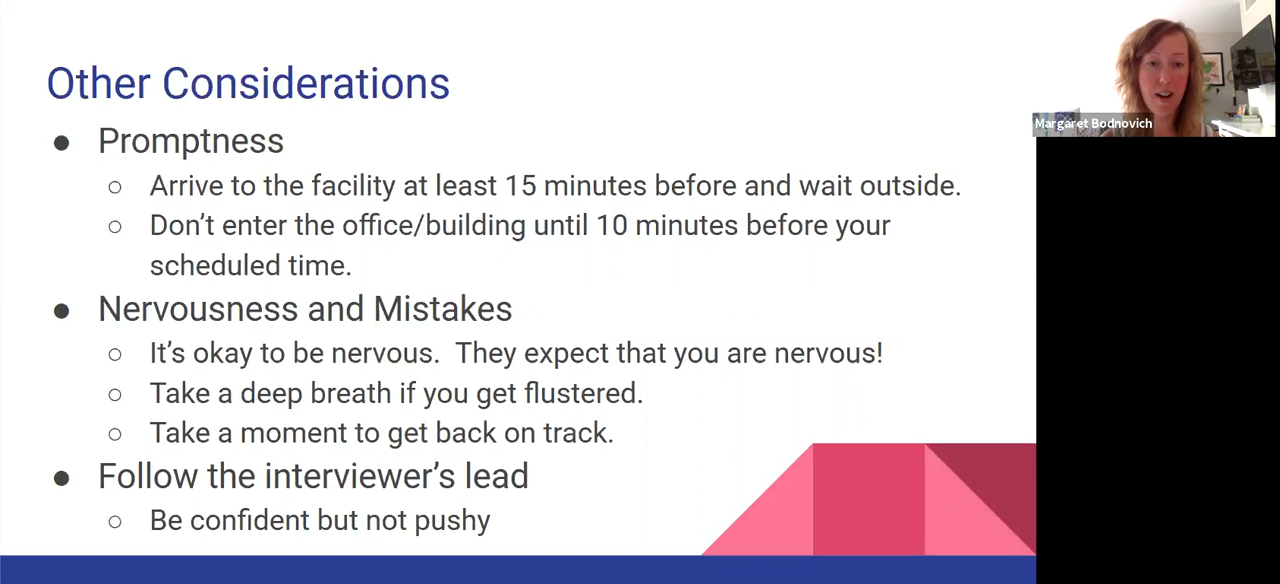 Other Considerations
● Promptness
○ Arrive to the facility at least 15 minutes before and wait outside.
○ Don’t enter the office/building until 10 minutes before your
scheduled time.
● Nervousness and Mistakes
○ It’s okay to be nervous.  They expect that you are nervous!
○ Take a deep breath if you get flustered.
○ Take a moment to get back on track.
● Follow the interviewer’s lead
○ Be confident but not pushy
Margaret Bodnovich